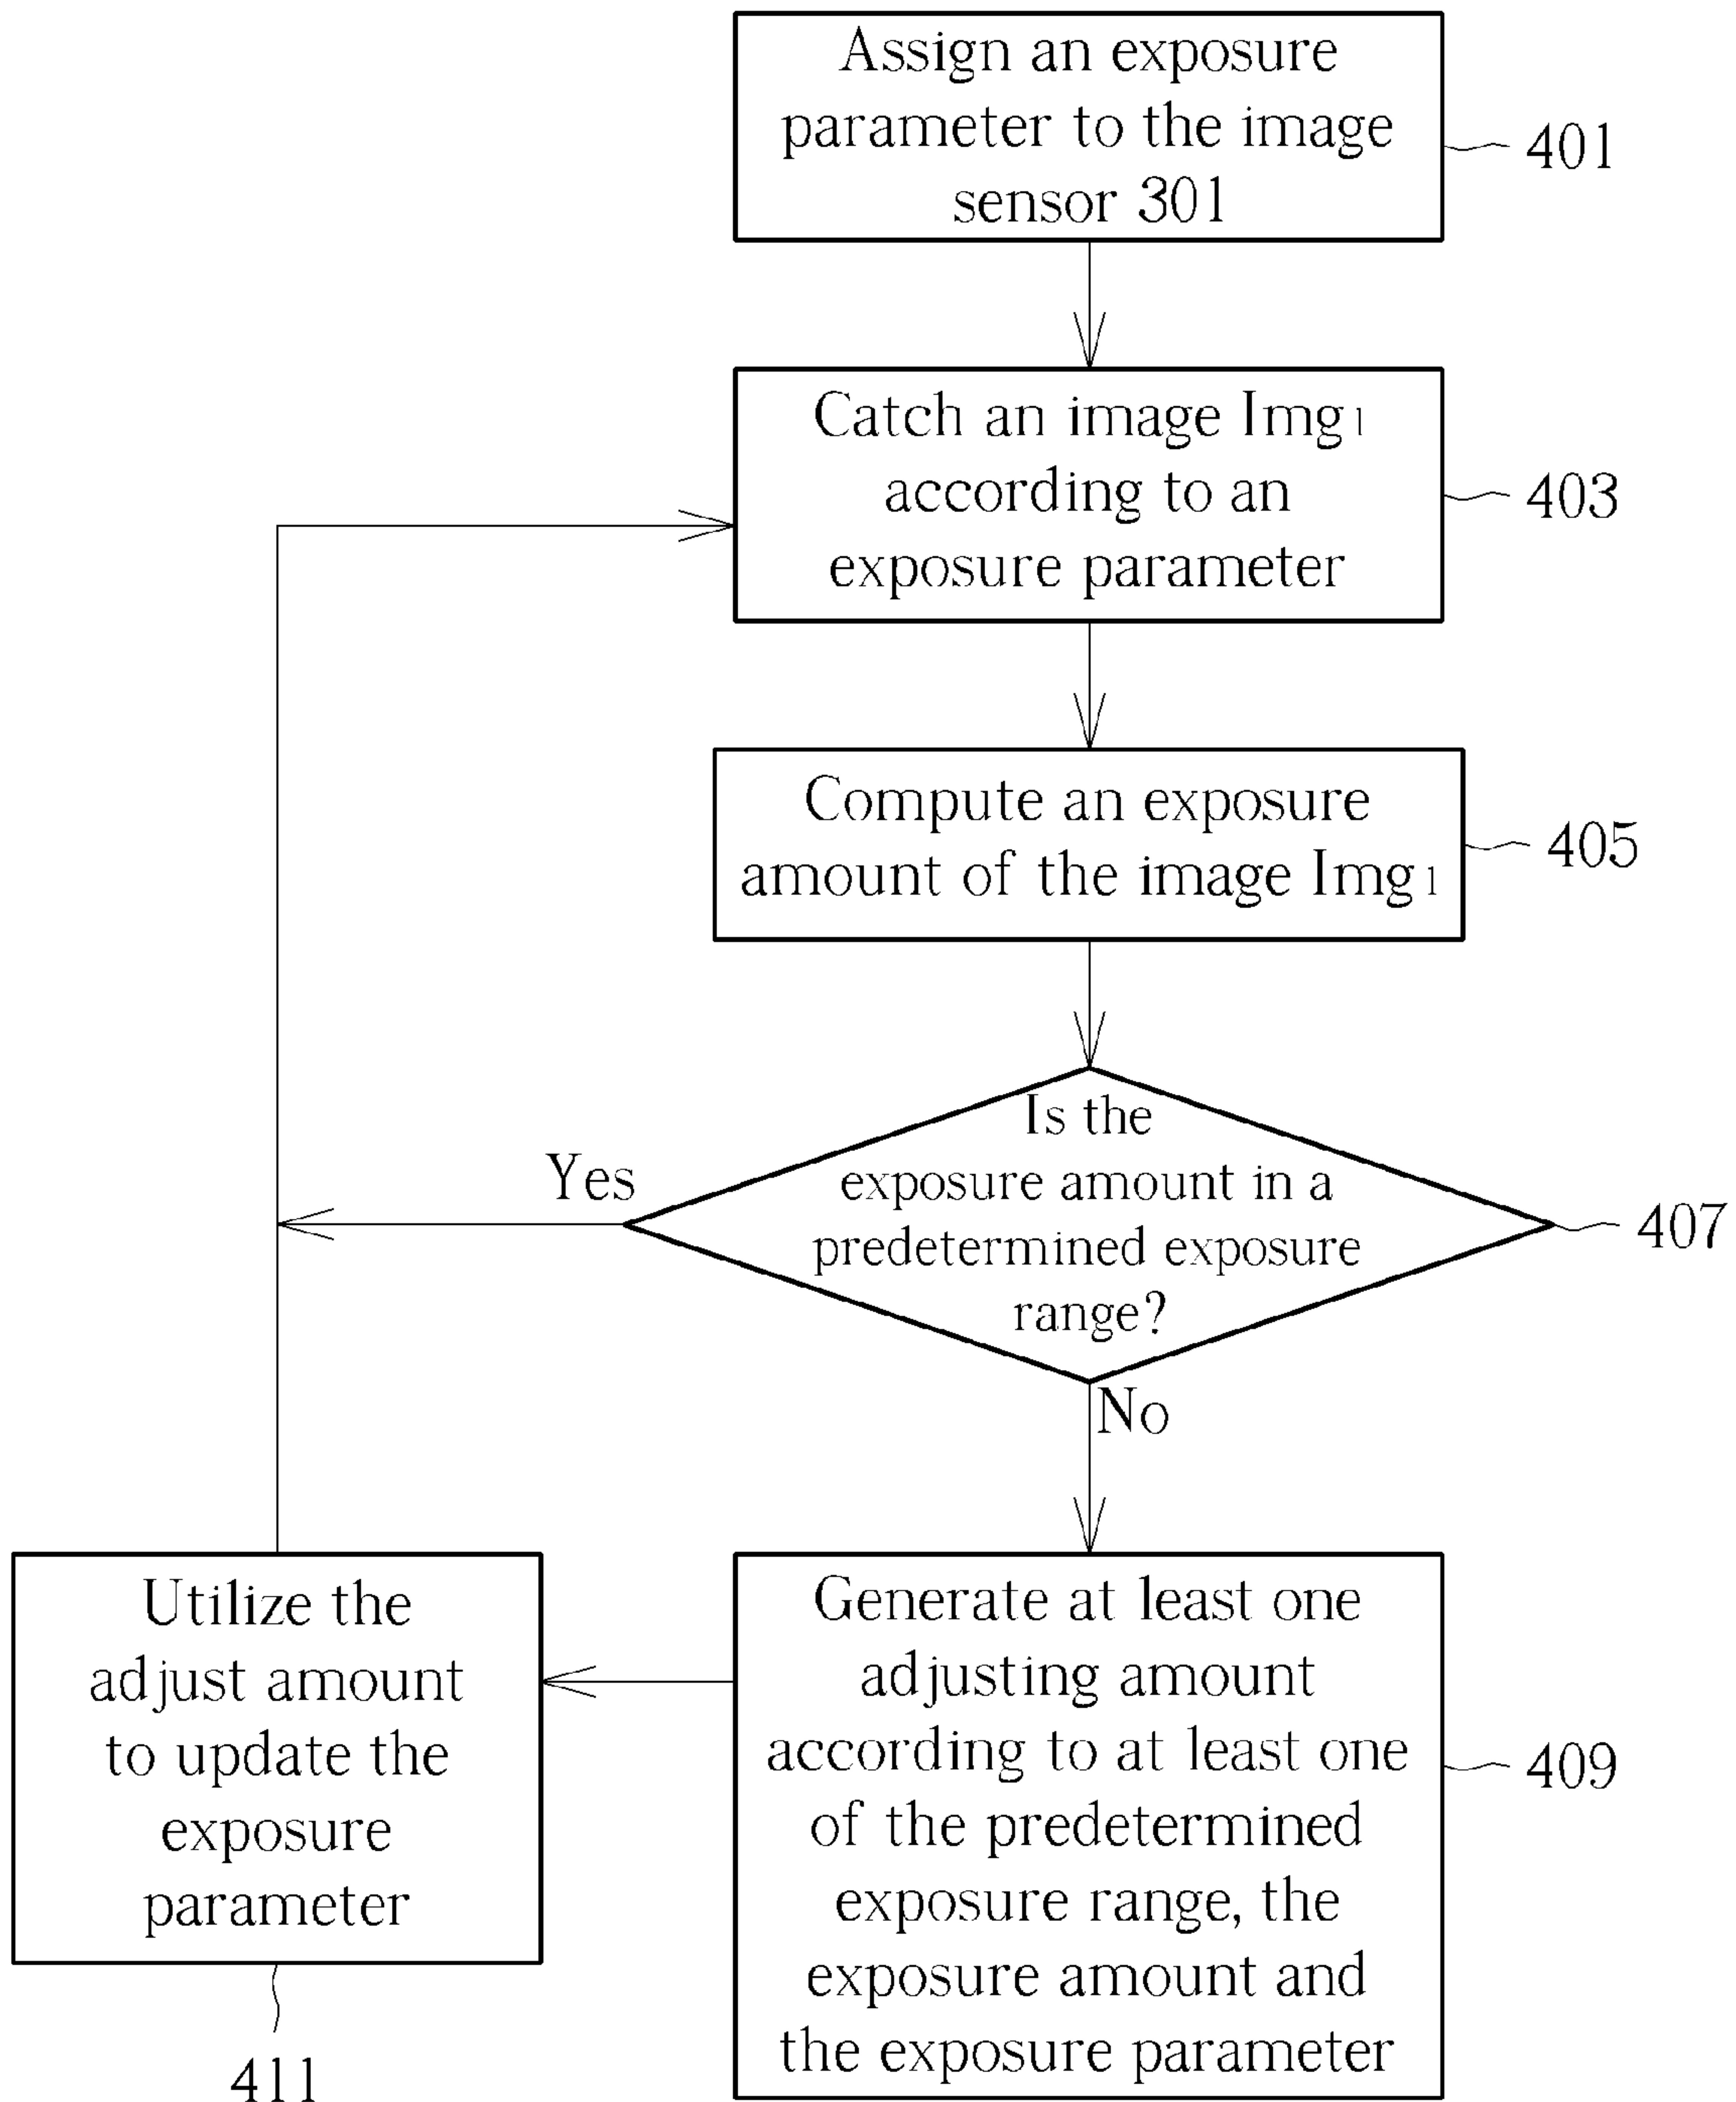 Assign an exposure
parameter to the image
sensor 301
401
Catch an image Img1
according to an
exposure parameter
403
Compute an exposure
amount of the image Img1
405
Is the
exposure amount in a
predetermined exposure
range?
407
Yes
No
Generate at least one
adjusting amount
according to at least one
of the predetermined
exposure range, the
exposure amount and
the exposure parameter
409
Utilize the
adjust amount
to update the
exposure
parameter
411